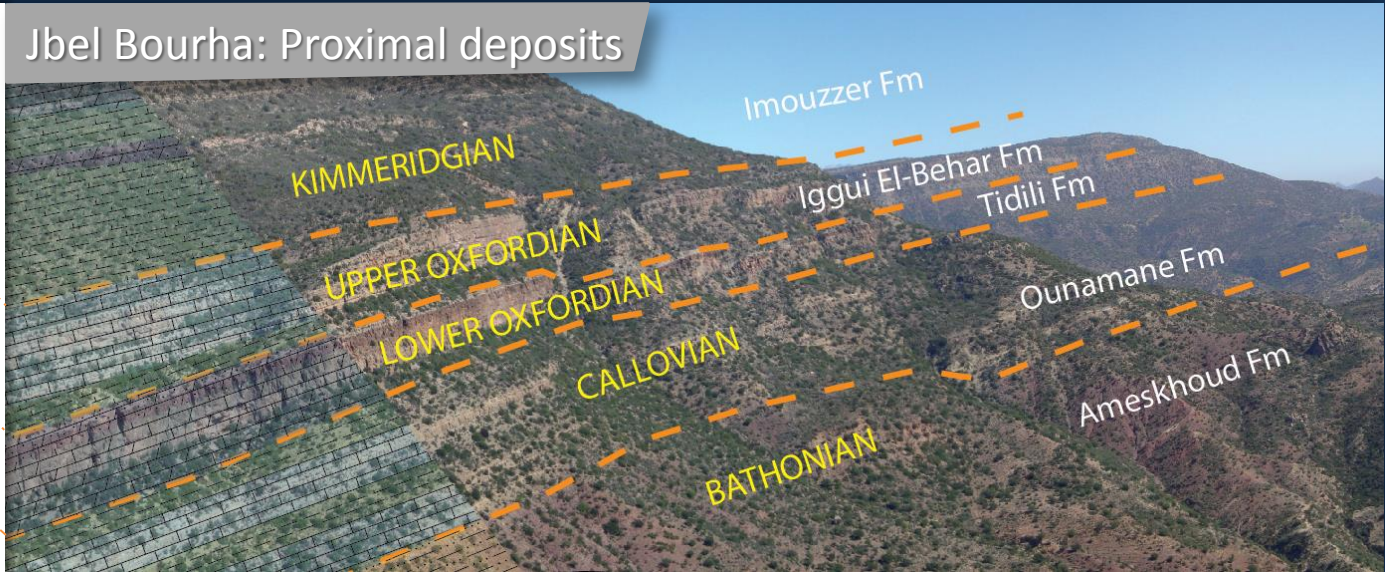 Jbel Bourha: Proximal deposits
Imouzzer Fm
KIMMERIDGIAN
Iggui El-Behar Fm
Tidili Fm
UPPER OXFORDIAN
LOWER OXFORDIAN
Ounamane Fm
CALLOVIAN
Ameskhoud Fm
BATHONIAN